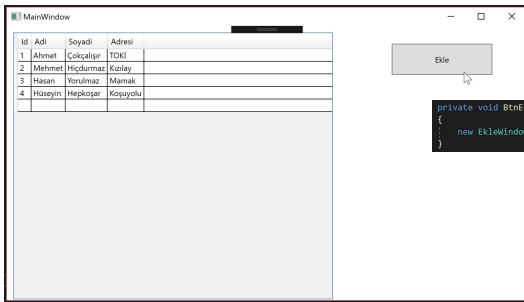 MainWindow
Id Adi Soyadi Adresi
1 Ahmet Çokçalışır TOKİ
2 Mehmet Hiçdurmaz Kızılay
3 Hasan Yorulmaz Mamak
4 Hüseyin Hepkoşar Koşuyolu
Ekle
private void BtnE
{
new EkleWindo
}